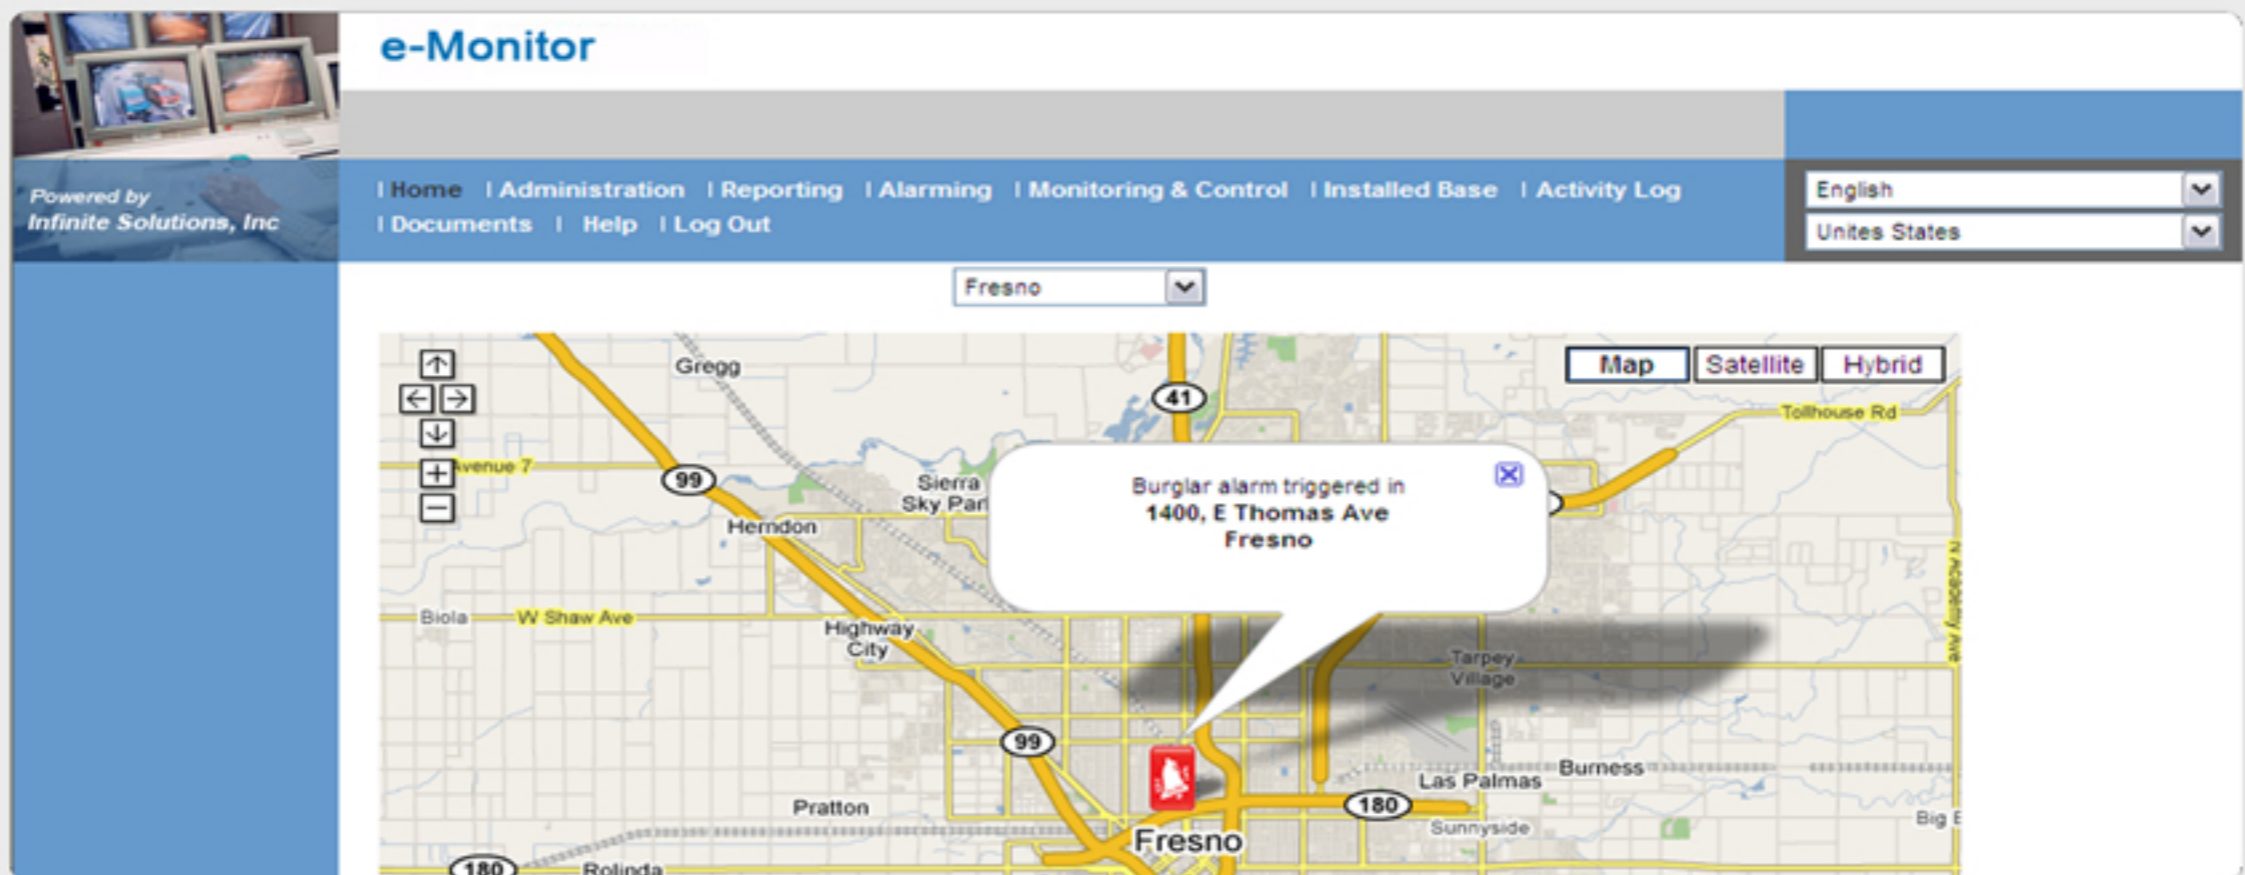 e-Monitor
Powered by
Infinite Solutions, Inc
| Home | Administration | Reporting | Alarming | Monitoring & Control | Installed Base | Activity Log
| Documents | Help | Log Out
English
Unites States
Fresno
Map Satellite Hybrid
Gregg
41
Tollhouse Rd
Avenue 7
99
Sierra
Sky Par
Herndon
Burglar alarm triggered in
1400, E Thomas Ave
Fresno
N Academy Ave
Biola
W Shaw Ave
Highway
City
Tarpey
Village
99
Las Palmas
Burness
Pratton
180
Sunnyside
Big
Fresno
180
Rolinda